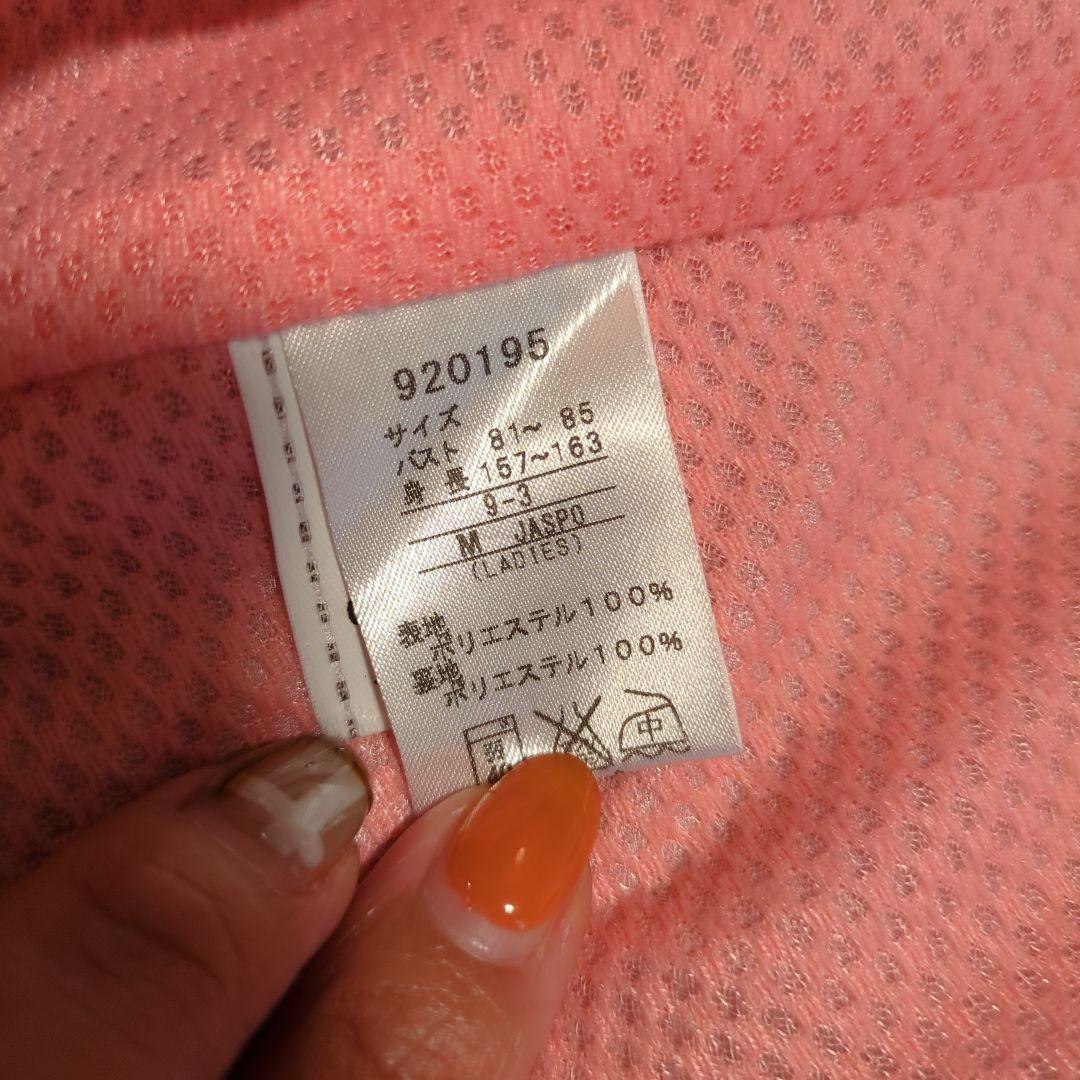 920195
サイズ
バスト 81～ 85
身 長 157～163
9-3
M JASPO
(LADIES)
表地
ポリエステル100%
裏地
ポリエステル100%
中